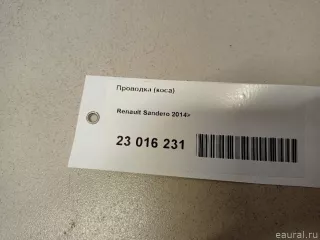 Проводка (коса)
Renault Sandero 2014>
23 016 231
eaural.ru